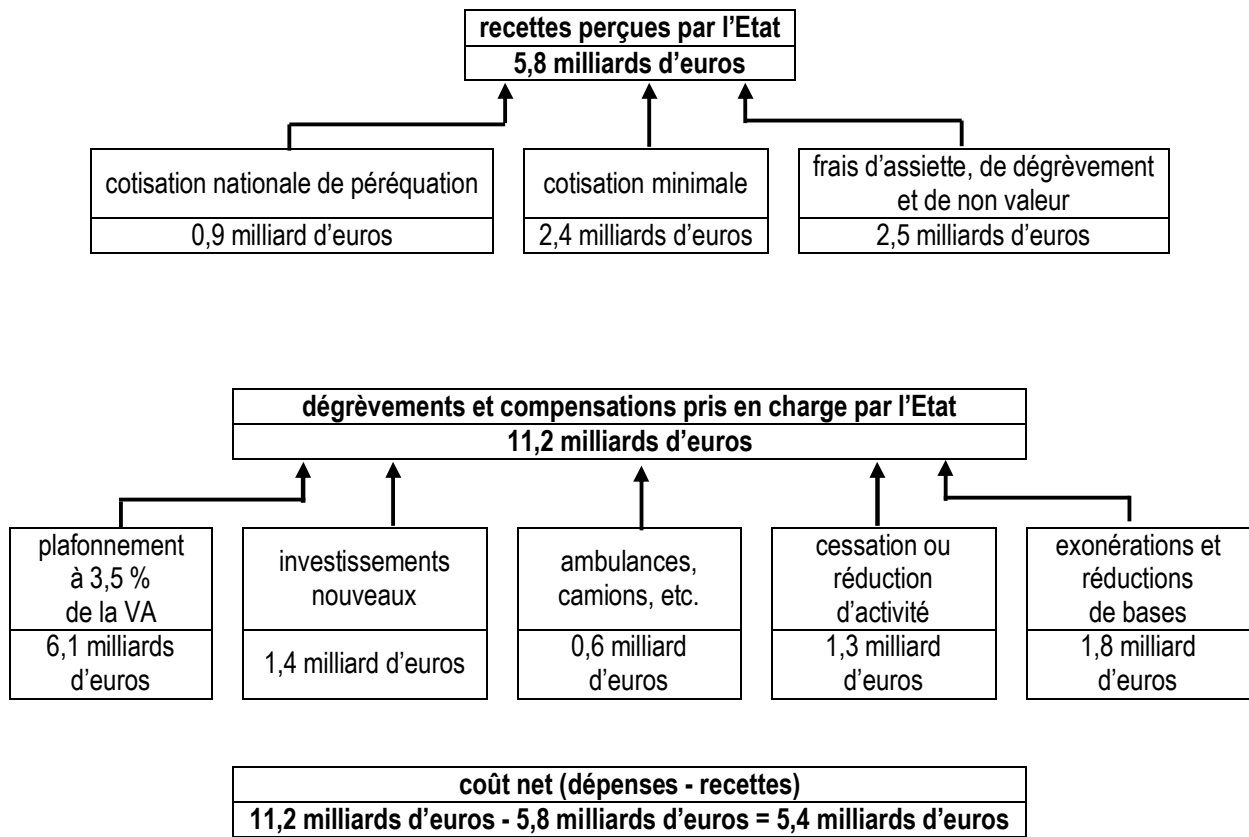 recettes perçues par l'Etat
5,8 milliards d'euros
cotisation nationale de péréquation
0,9 milliard d'euros
cotisation minimale
2,4 milliards d'euros
frais d'assiette, de dégrèvement
et de non valeur
2,5 milliards d'euros
dégrèvements et compensations pris en charge par l'Etat
11,2 milliards d'euros
plafonnement
à 3,5 %
de la VA
6,1 milliards
d'euros
investissements
nouveaux
1,4 milliard d'euros
ambulances,
camions, etc.
0,6 milliard
d'euros
cessation ou
réduction
d'activité
1,3 milliard
d'euros
exonérations et
réductions
de bases
1,8 milliard
d'euros
coût net (dépenses - recettes)
11,2 milliards d'euros - 5,8 milliards d'euros = 5,4 milliards d'euros